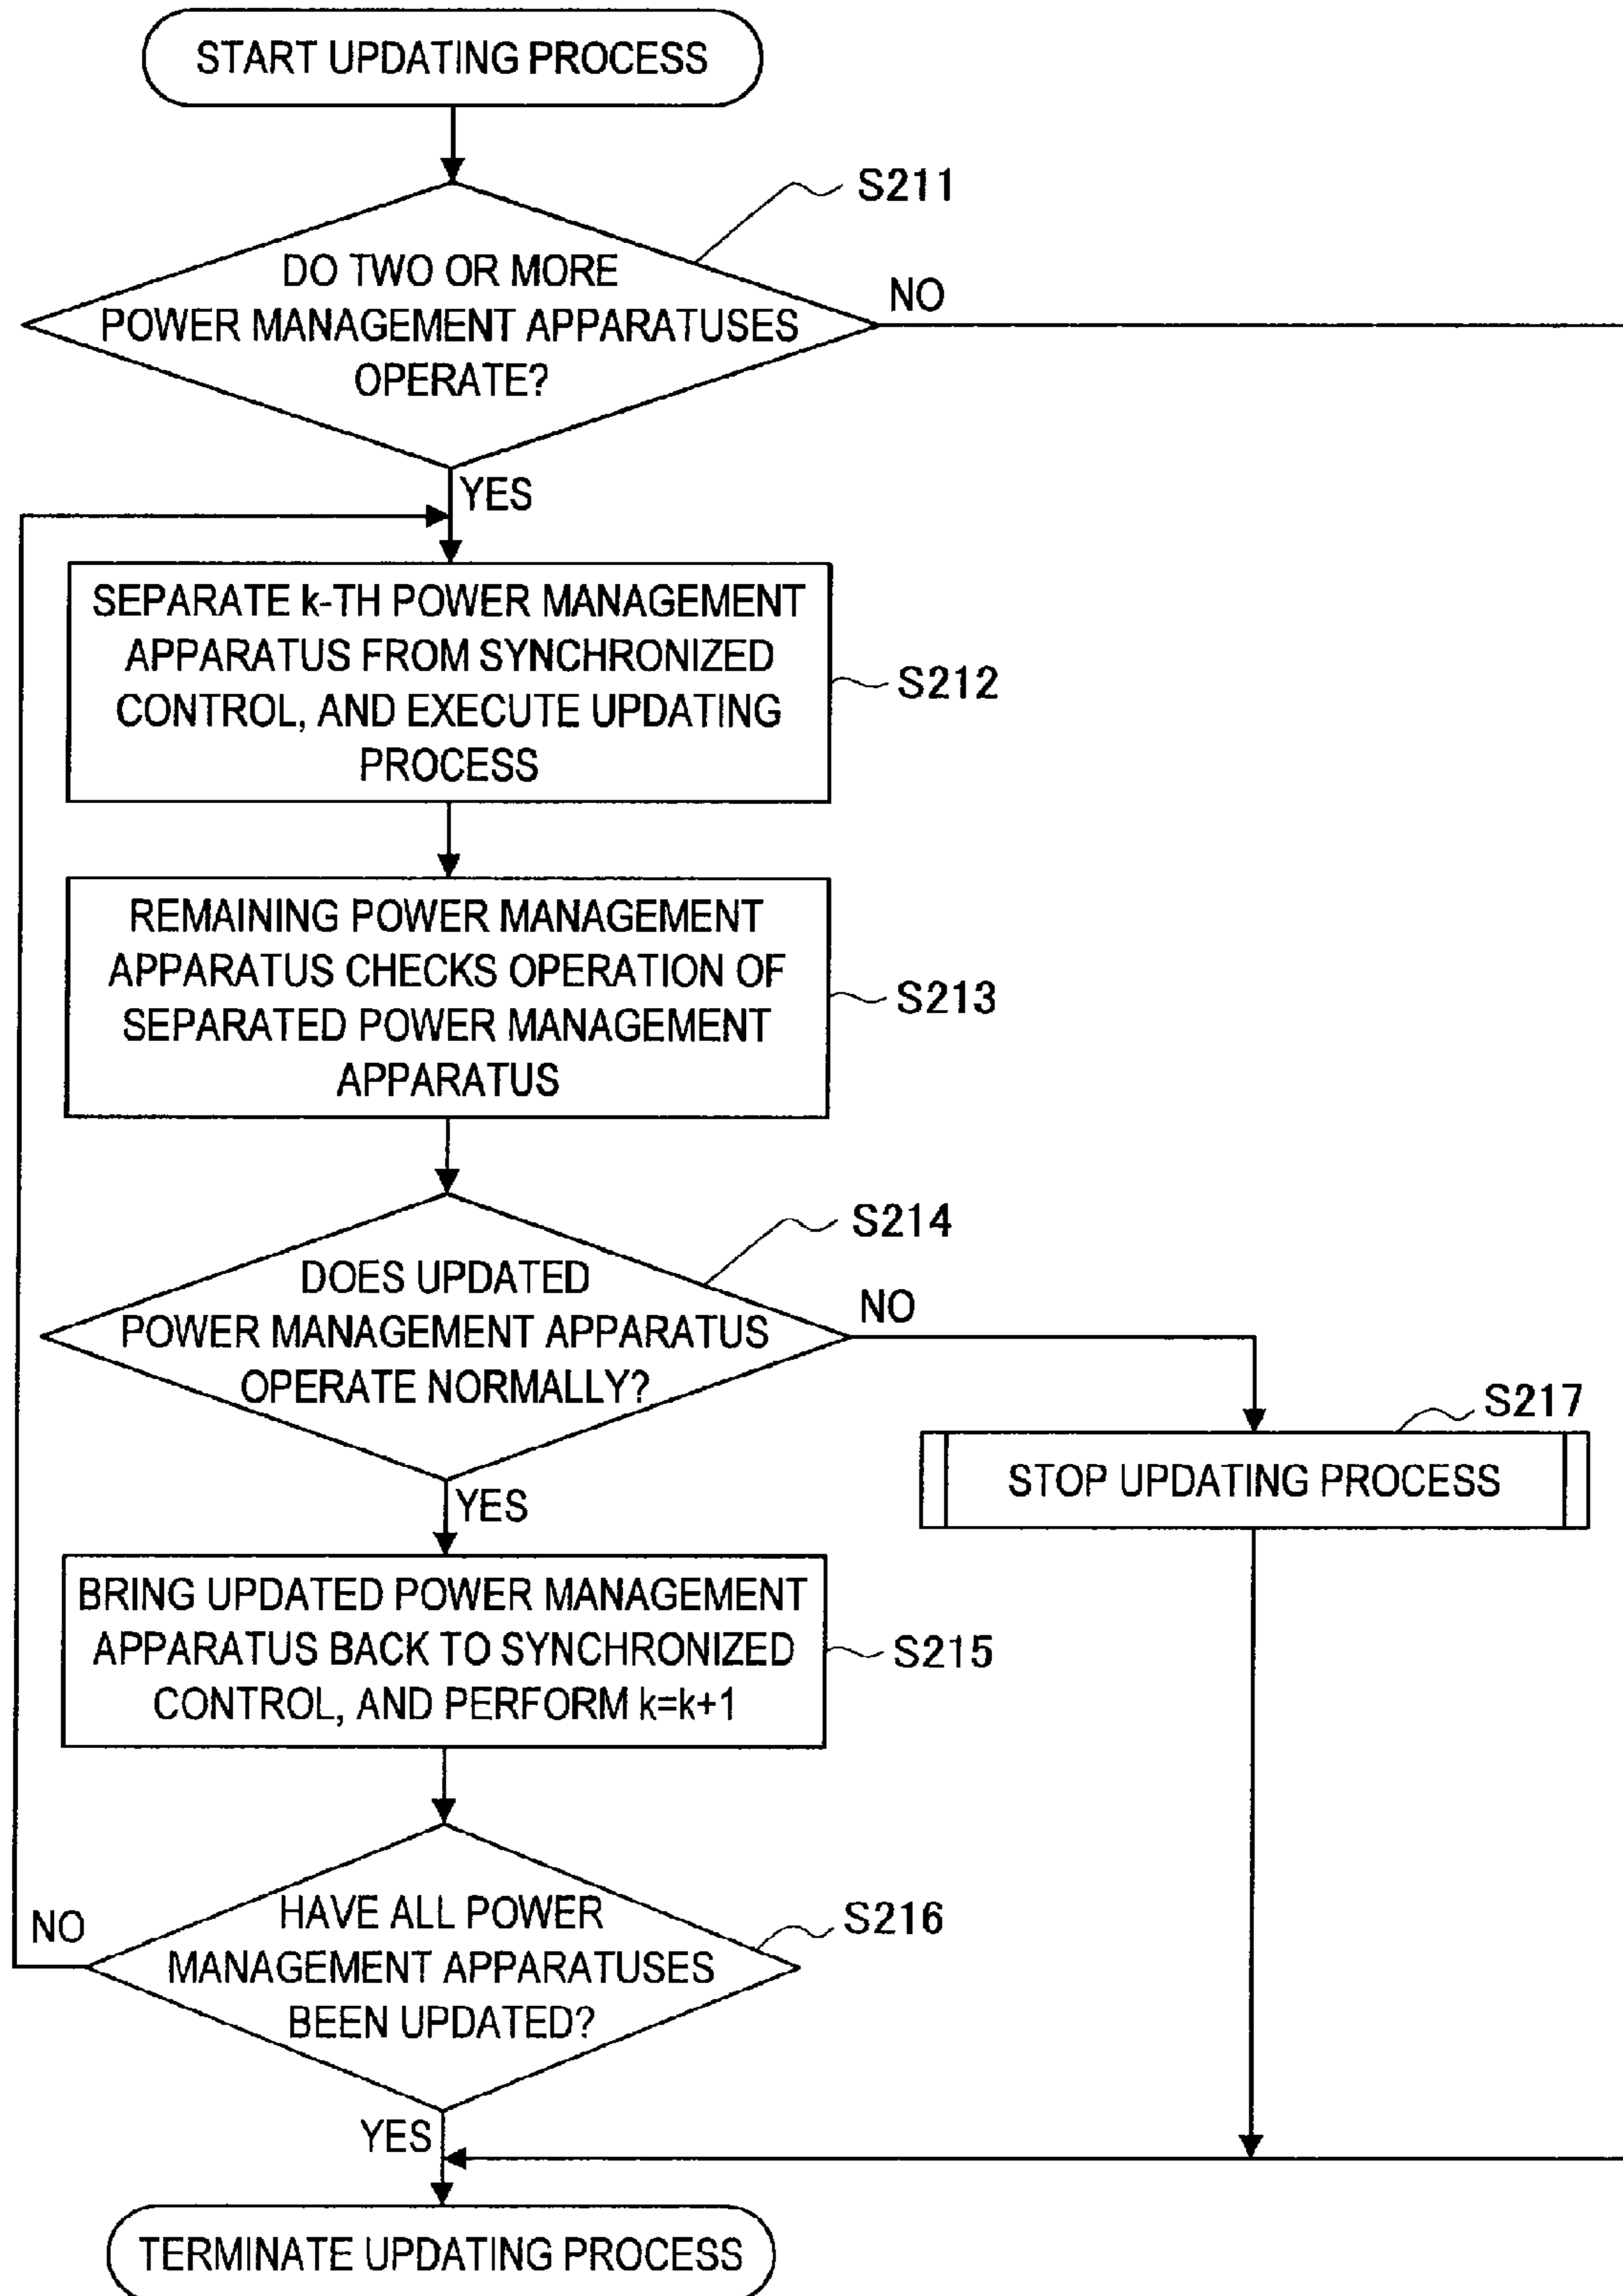 START UPDATING PROCESS
S211
DO TWO OR MORE
POWER MANAGEMENT APPARATUSES
OPERATE?
NO
YES
SEPARATE k-TH POWER MANAGEMENT
APPARATUS FROM SYNCHRONIZED
CONTROL, AND EXECUTE UPDATING
PROCESS
S212
REMAINING POWER MANAGEMENT
APPARATUS CHECKS OPERATION OF
SEPARATED POWER MANAGEMENT
APPARATUS
S213
S214
DOES UPDATED
POWER MANAGEMENT APPARATUS
OPERATE NORMALLY?
NO
S217
STOP UPDATING PROCESS
YES
BRING UPDATED POWER MANAGEMENT
APPARATUS BACK TO SYNCHRONIZED
CONTROL, AND PERFORM k=k+1
S215
S216
HAVE ALL POWER
MANAGEMENT APPARATUSES
BEEN UPDATED?
NO
YES
TERMINATE UPDATING PROCESS